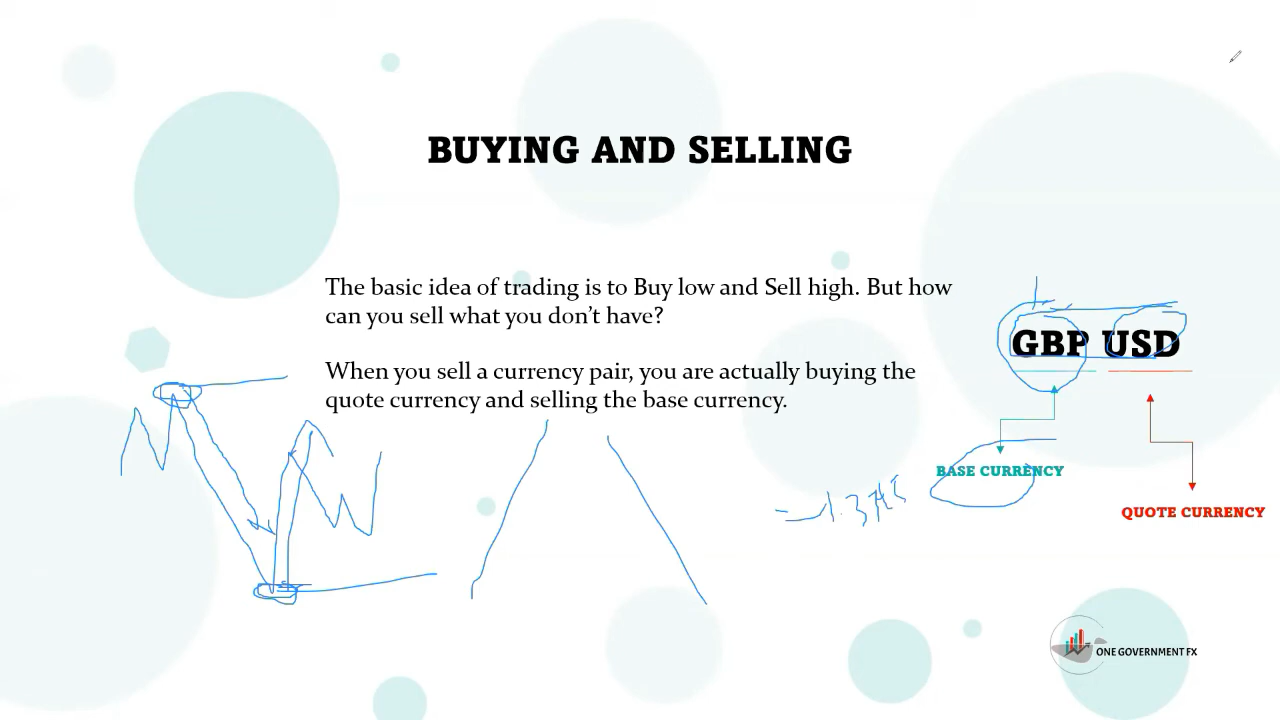 BUYING AND SELLING
The basic idea of trading is to Buy low and Sell high. But how
can you sell what you don’t have?
When you sell a currency pair, you are actually buying the
quote currency and selling the base currency.
GBP USD
BASE CURRENCY
QUOTE CURRENCY
ONE GOVERNMENT FX